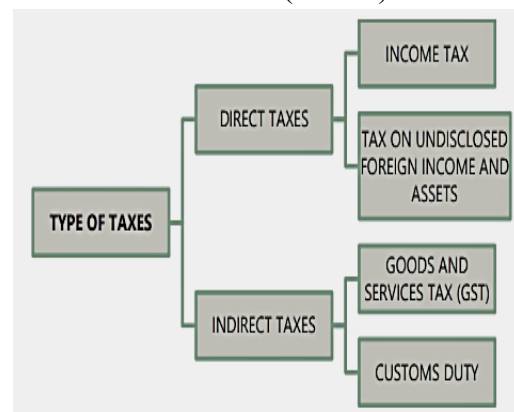 TYPE OF TAXES
DIRECT TAXES
INCOME TAX
TAX ON UNDISCLOSED
FOREIGN INCOME AND
ASSETS
INDIRECT TAXES
GOODS AND
SERVICES TAX (GST)
CUSTOMS DUTY